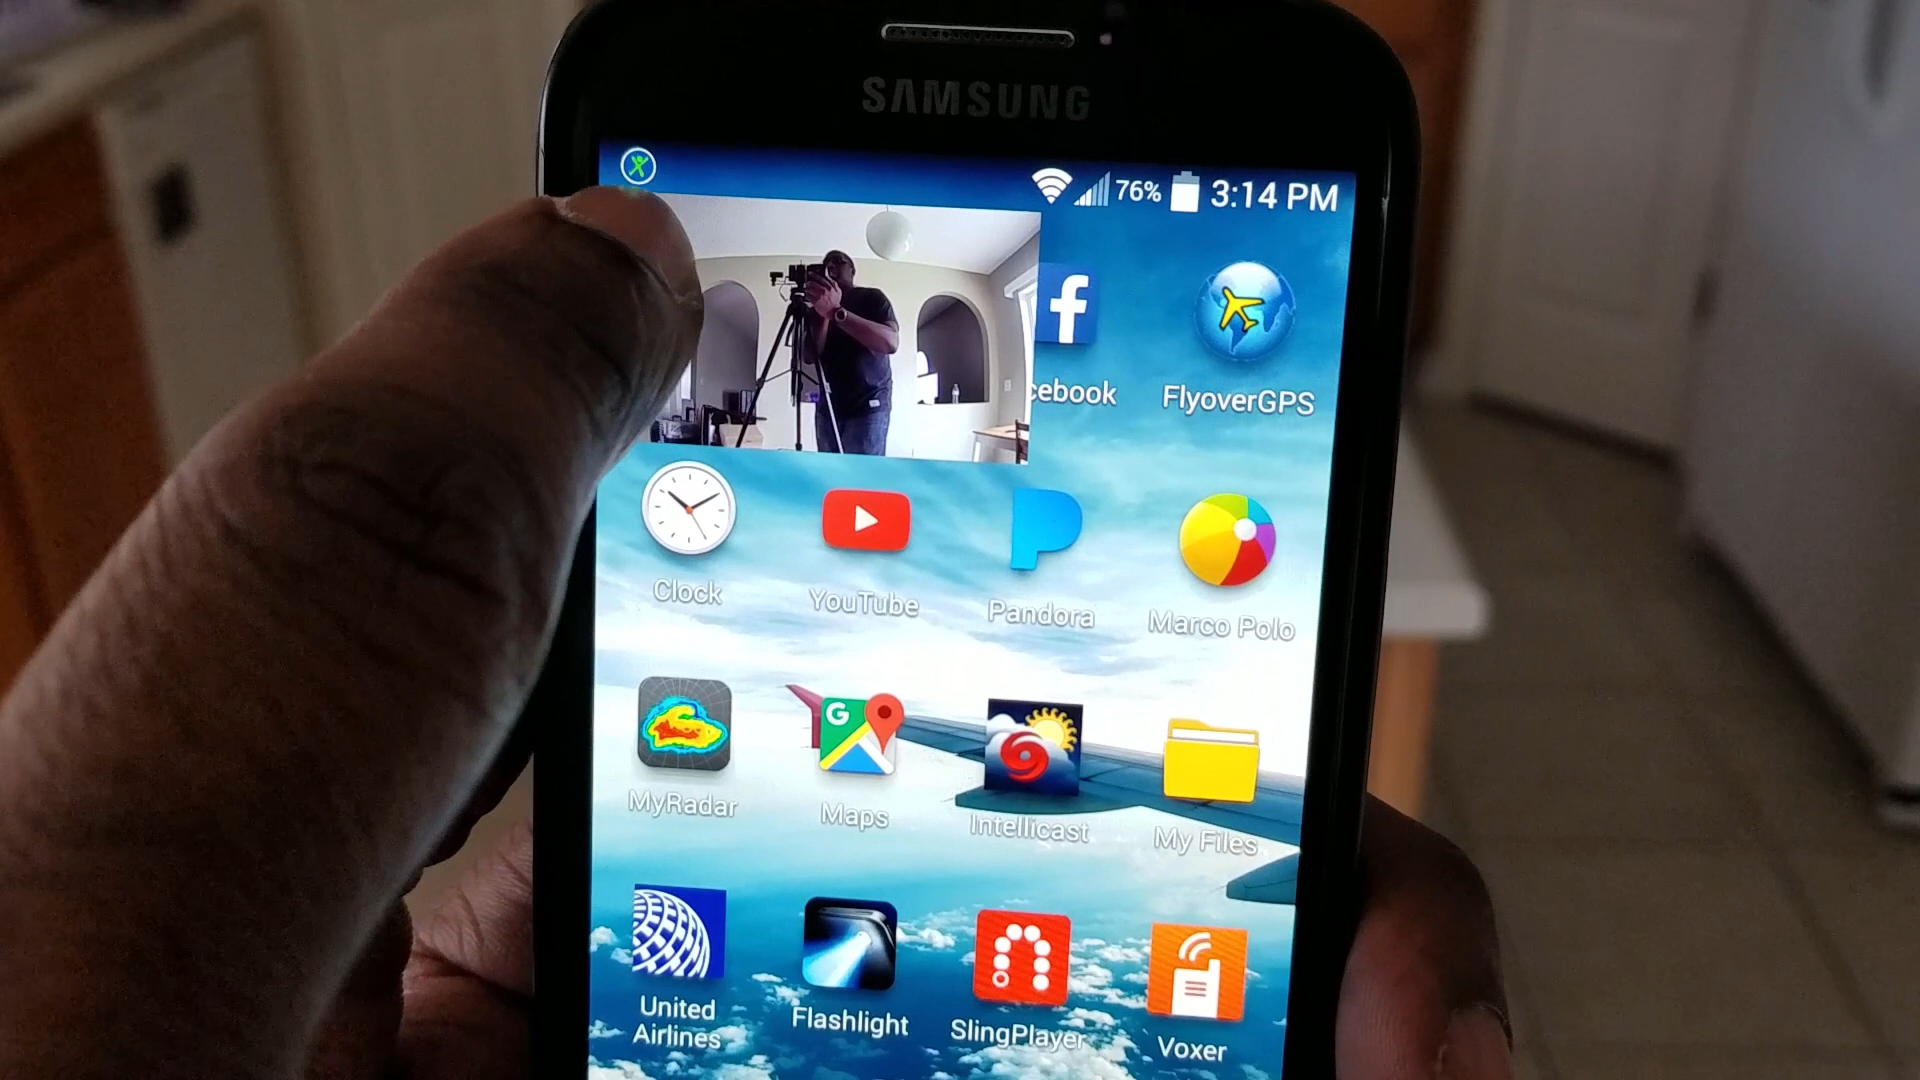 SAMSUNG
76% 3:14 PM
f
cebook
FlyoverGPS
Clock
YouTube
Pandora
Marco Polo
G
MyRadar
Maps
Intellicast
My Files
United
Airlines
Flashlight
SlingPlayer
Voxer